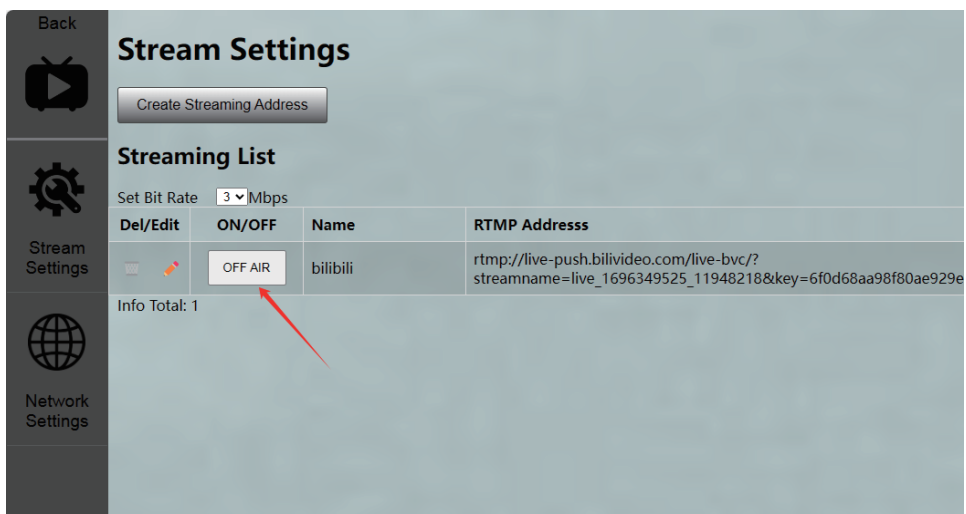 Back
Stream Settings
Create Streaming Address
Streaming List
Set Bit Rate 3 Mbps
Del/Edit ON/OFF Name RTMP Addresss
OFF AIR bilibili rtmp://live-push.bilivideo.com/live-bvc/?
streamname=live_1696349525_11948218&key=6f0d68aa98f80ae929e
Info Total: 1
Stream
Settings
Network
Settings